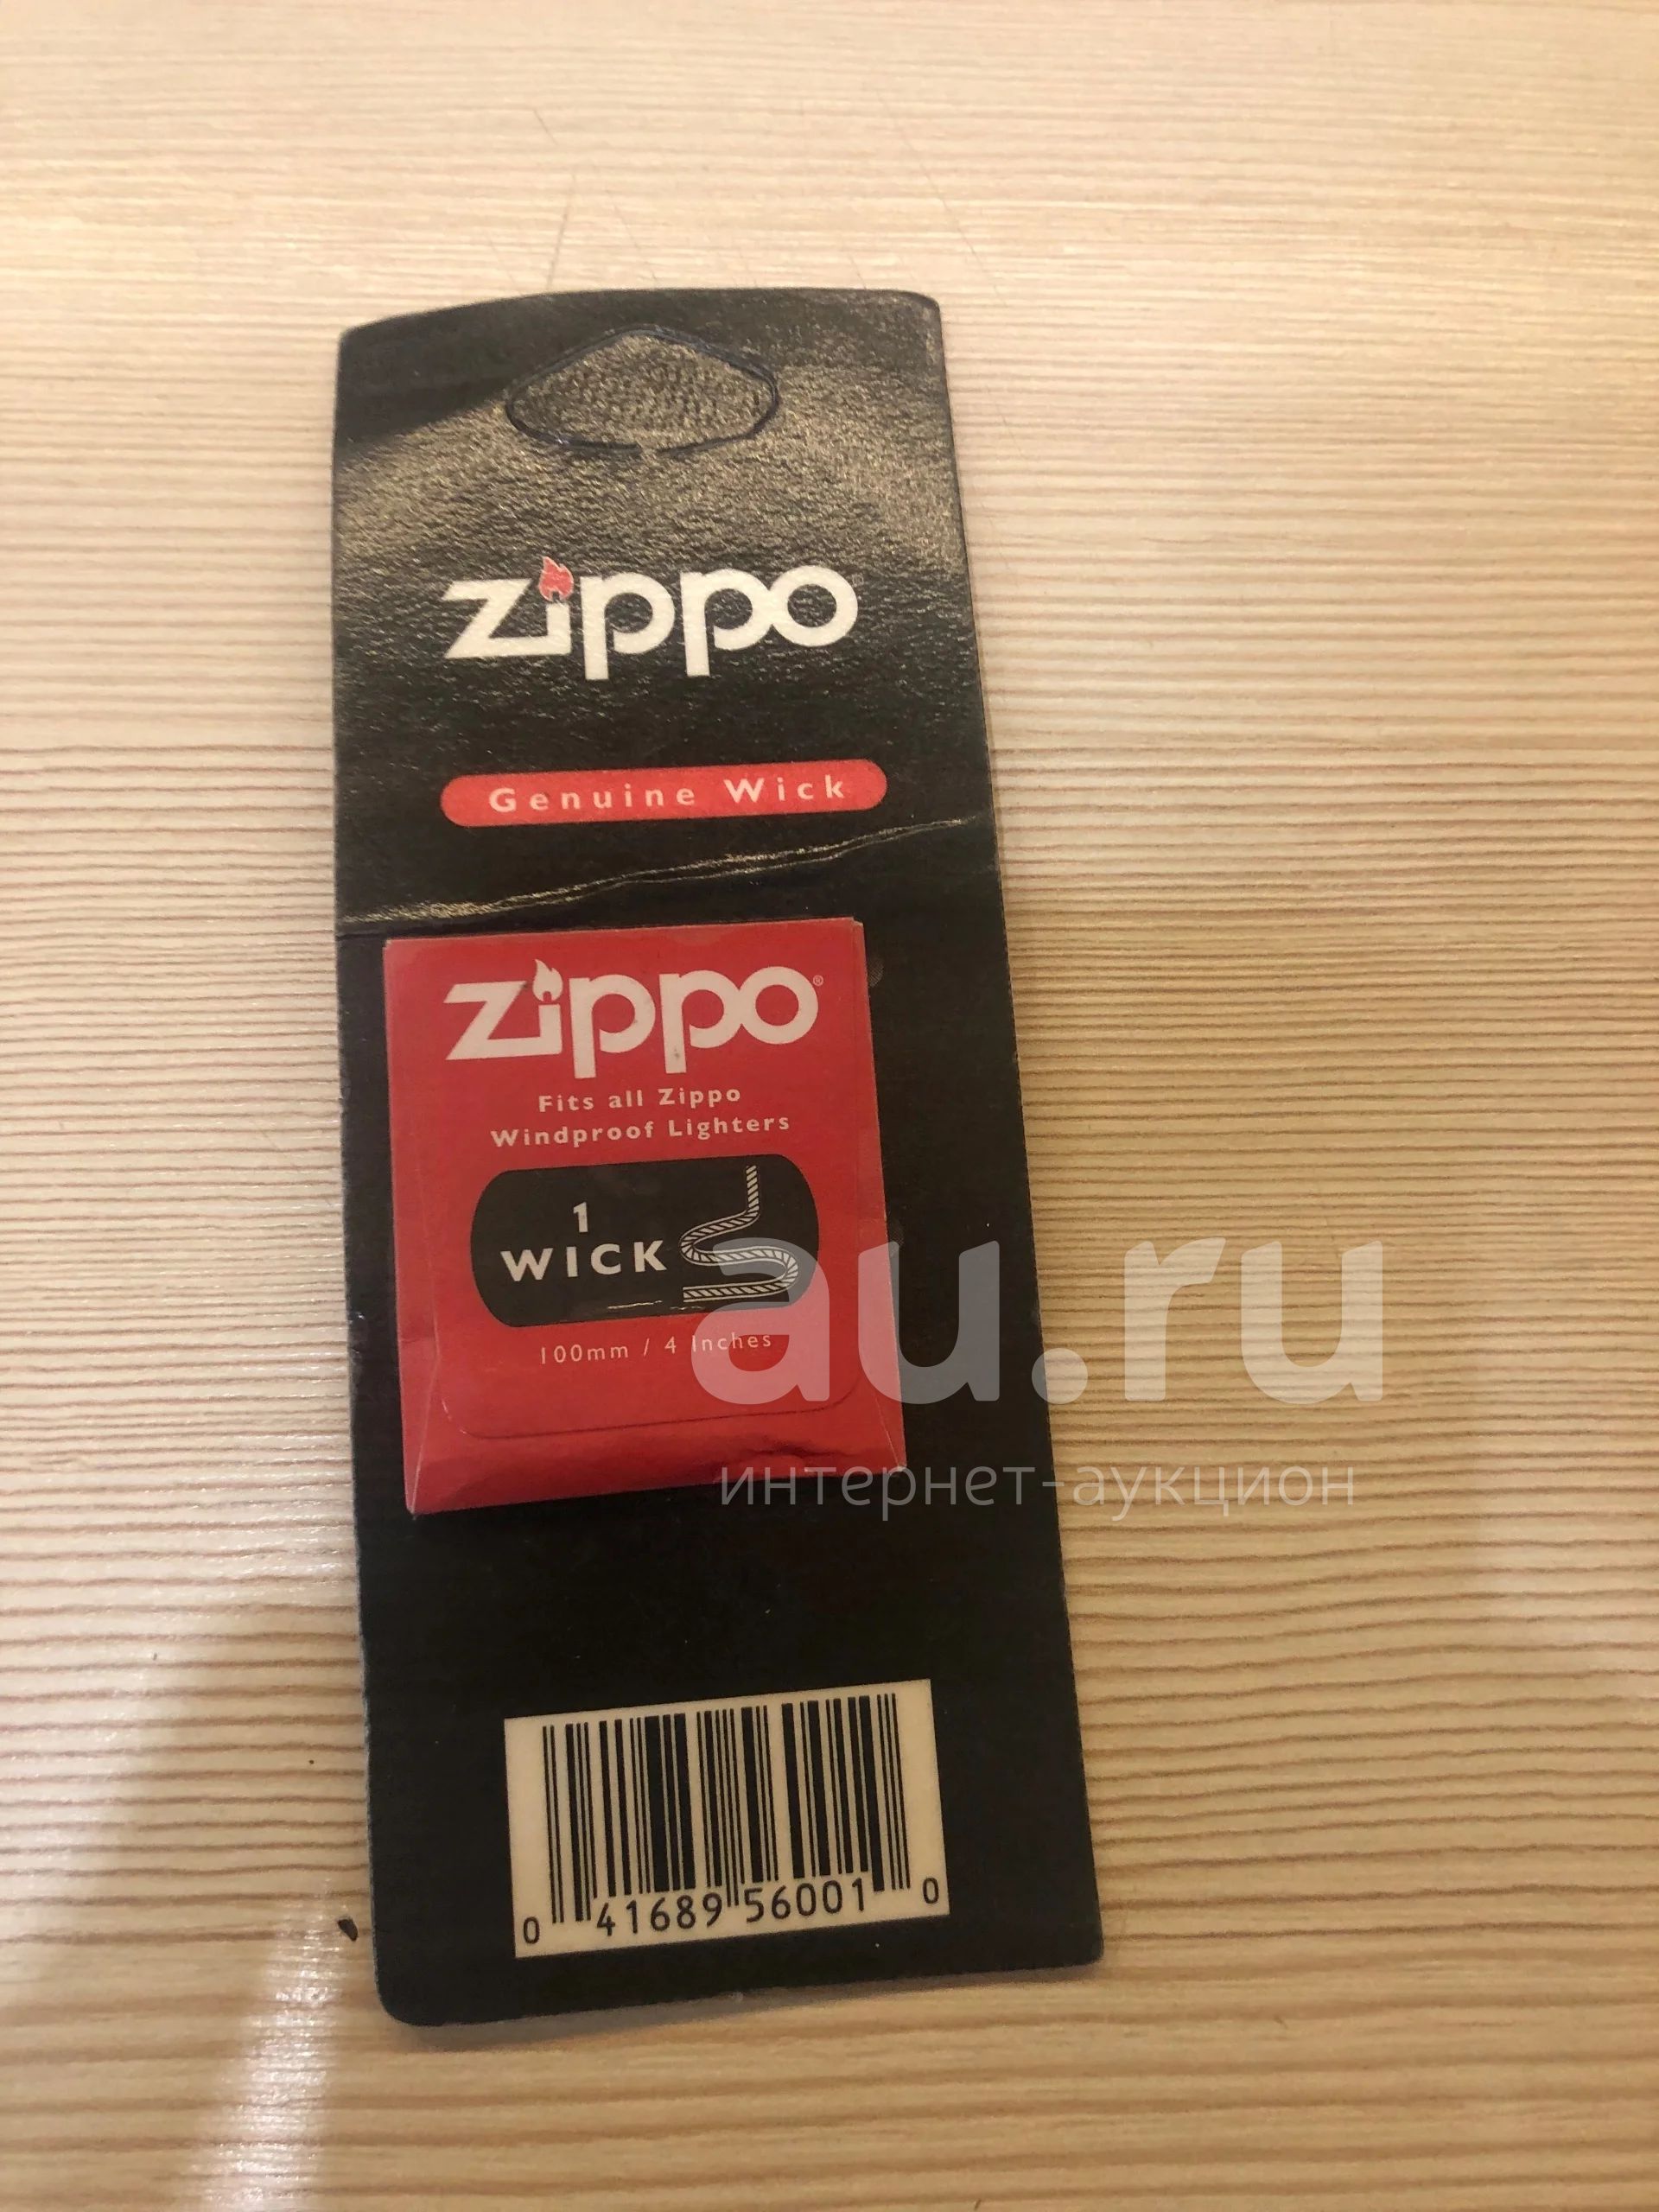 zippo
Genuine Wick
zippo®
Fits all Zippo
Windproof Lighters
1
WICK
100mm / 4 Inches
au.ru
интернет-аукцион
0 41689 56001 0